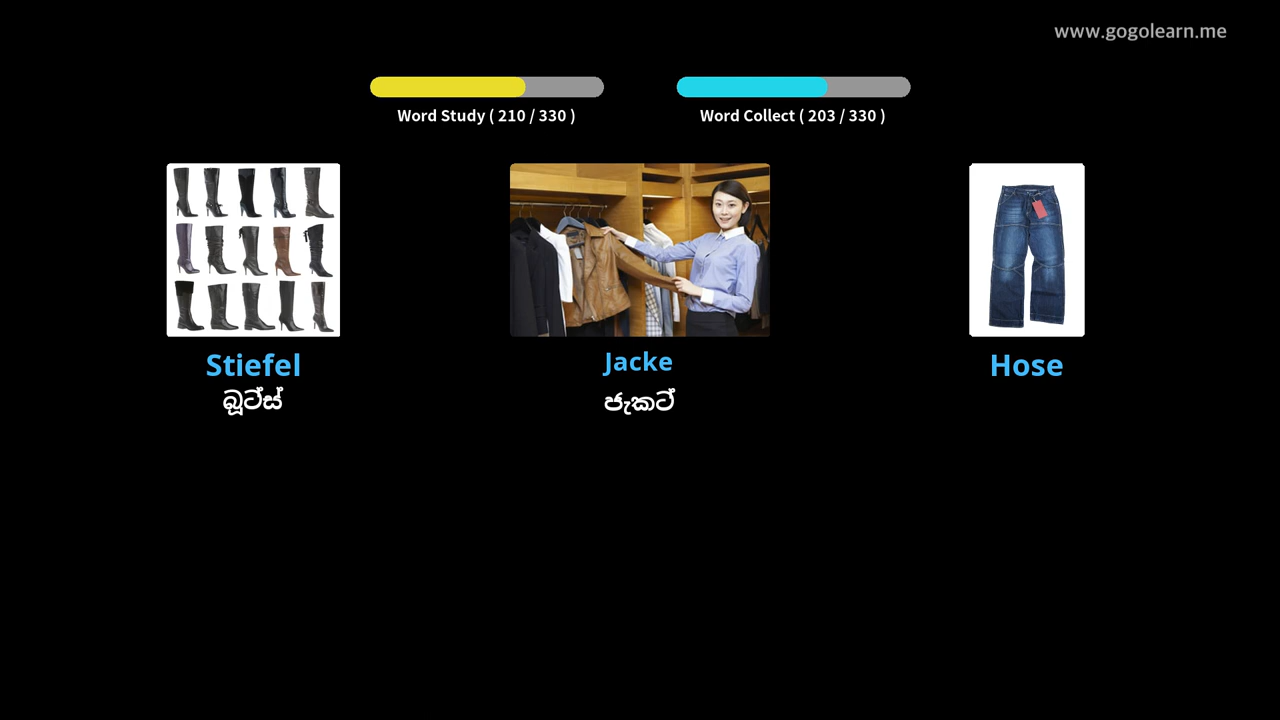 www.gogolearn.me
Word Study ( 210 / 330 )
Word Collect ( 203 / 330 )
Stiefel
Jacke
Hose
බූට්ස්
ජැකට්